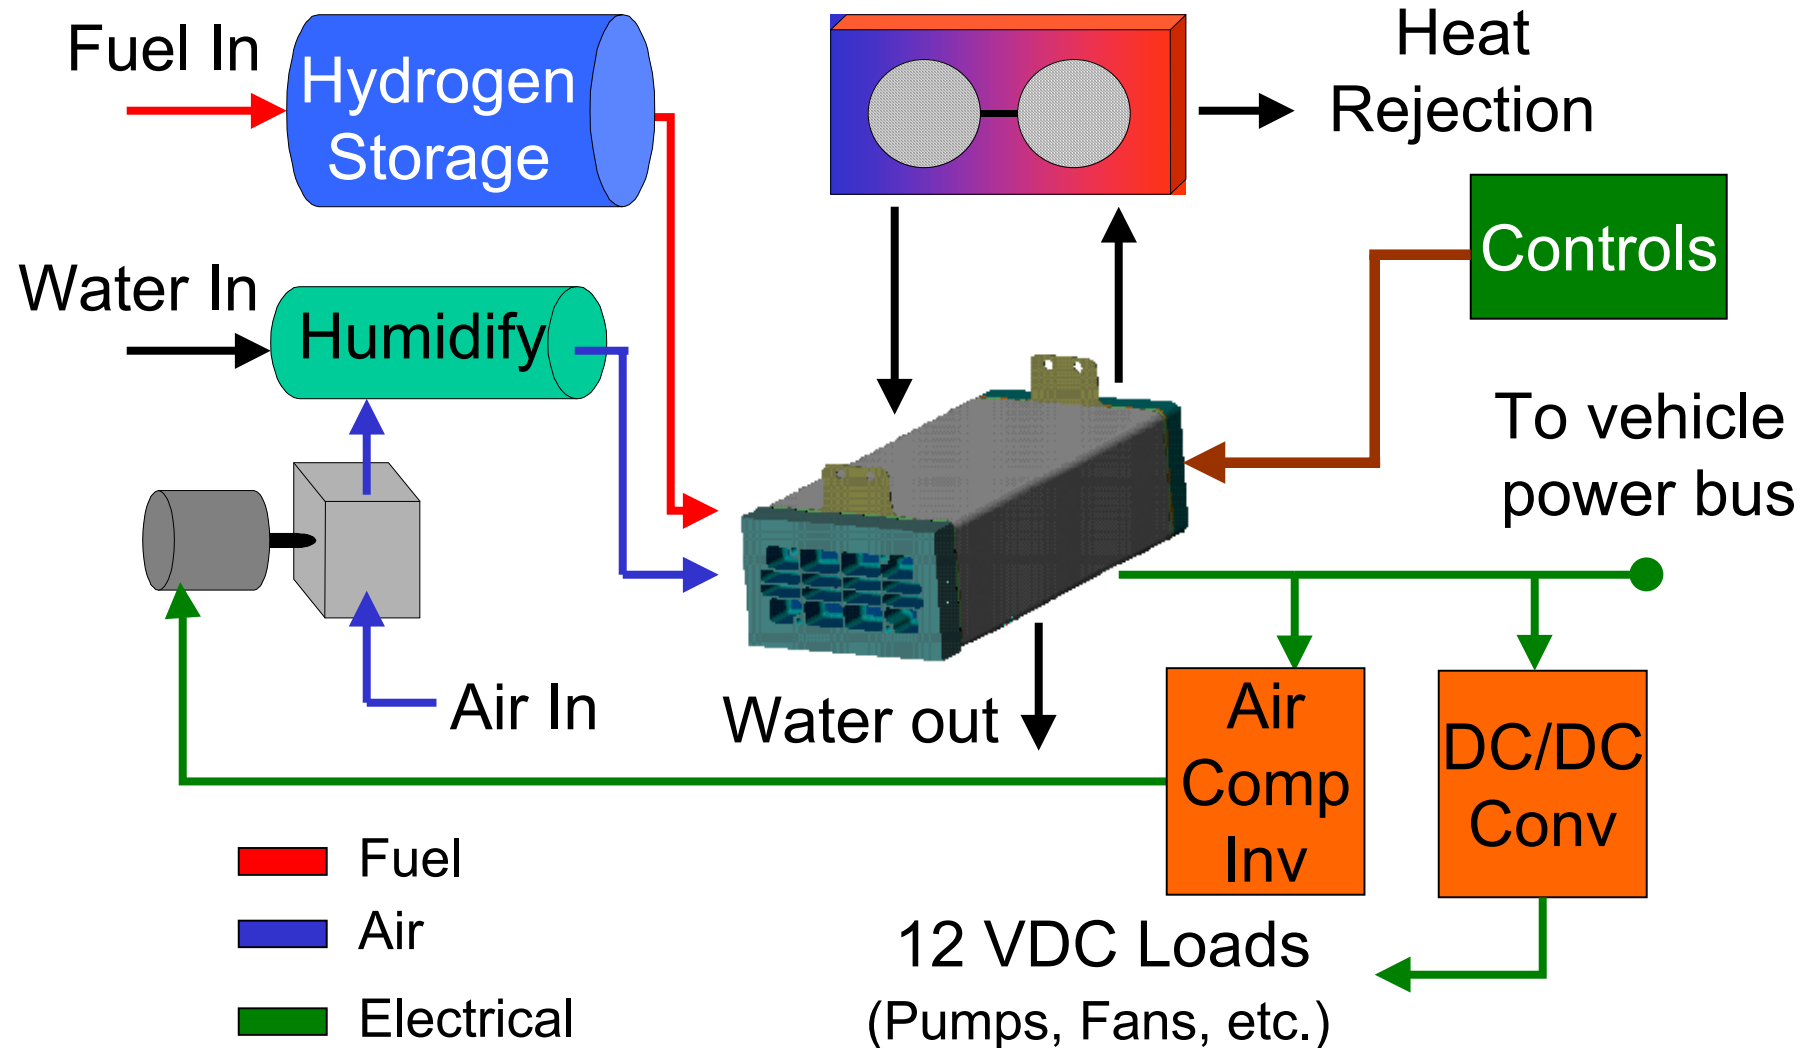 Fuel In
Hydrogen
Storage
Heat
Rejection
Controls
Water In
Humidify
To vehicle
power bus
Air In
Water out
Air
Comp
Inv
DC/DC
Conv
Fuel
Air
Electrical
12 VDC Loads
(Pumps, Fans, etc.)